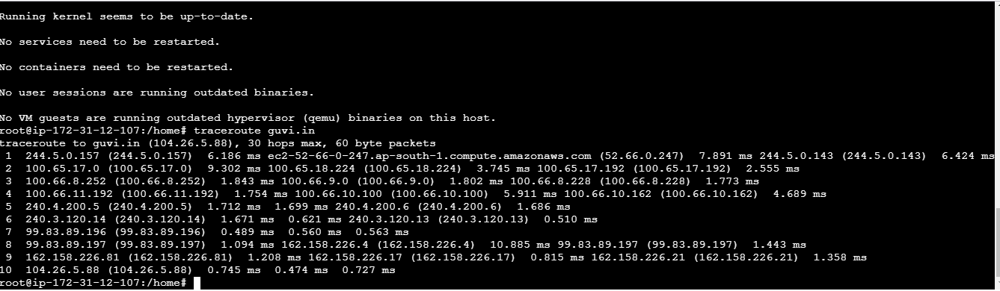 Running kernel seems to be up-to-date.
No services need to be restarted.
No containers need to be restarted.
No user sessions are running outdated binaries.
No VM guests are running outdated hypervisor (qemu) binaries on this host.
root@ip-172-31-12-107:/home# traceroute guvi.in
traceroute to guvi.in (104.26.5.88), 30 hops max, 60 byte packets
 1  244.5.0.157 (244.5.0.157)  6.186 ms ec2-52-66-0-247.ap-south-1.compute.amazonaws.com (52.66.0.247)  7.891 ms 244.5.0.143 (244.5.0.143)  6.424 ms
 2  100.65.17.0 (100.65.17.0)  9.302 ms 100.65.18.224 (100.65.18.224)  3.745 ms 100.65.17.192 (100.65.17.192)  2.555 ms
 3  100.66.8.252 (100.66.8.252)  1.843 ms 100.66.9.0 (100.66.9.0)  1.802 ms 100.66.8.228 (100.66.8.228)  1.773 ms
 4  100.66.11.192 (100.66.11.192)  1.754 ms 100.66.10.100 (100.66.10.100)  5.911 ms 100.66.10.162 (100.66.10.162)  4.689 ms
 5  240.4.200.5 (240.4.200.5)  1.712 ms  1.699 ms 240.4.200.6 (240.4.200.6)  1.686 ms
 6  240.3.120.14 (240.3.120.14)  1.671 ms  0.621 ms 240.3.120.13 (240.3.120.13)  0.510 ms
 7  99.83.89.196 (99.83.89.196)  0.489 ms  0.560 ms  0.563 ms
 8  99.83.89.197 (99.83.89.197)  1.094 ms 162.158.226.4 (162.158.226.4)  10.885 ms 99.83.89.197 (99.83.89.197)  1.443 ms
 9  162.158.226.81 (162.158.226.81)  1.208 ms 162.158.226.17 (162.158.226.17)  0.815 ms 162.158.226.21 (162.158.226.21)  1.358 ms
10  104.26.5.88 (104.26.5.88)  0.745 ms  0.474 ms  0.727 ms
root@ip-172-31-12-107:/home#